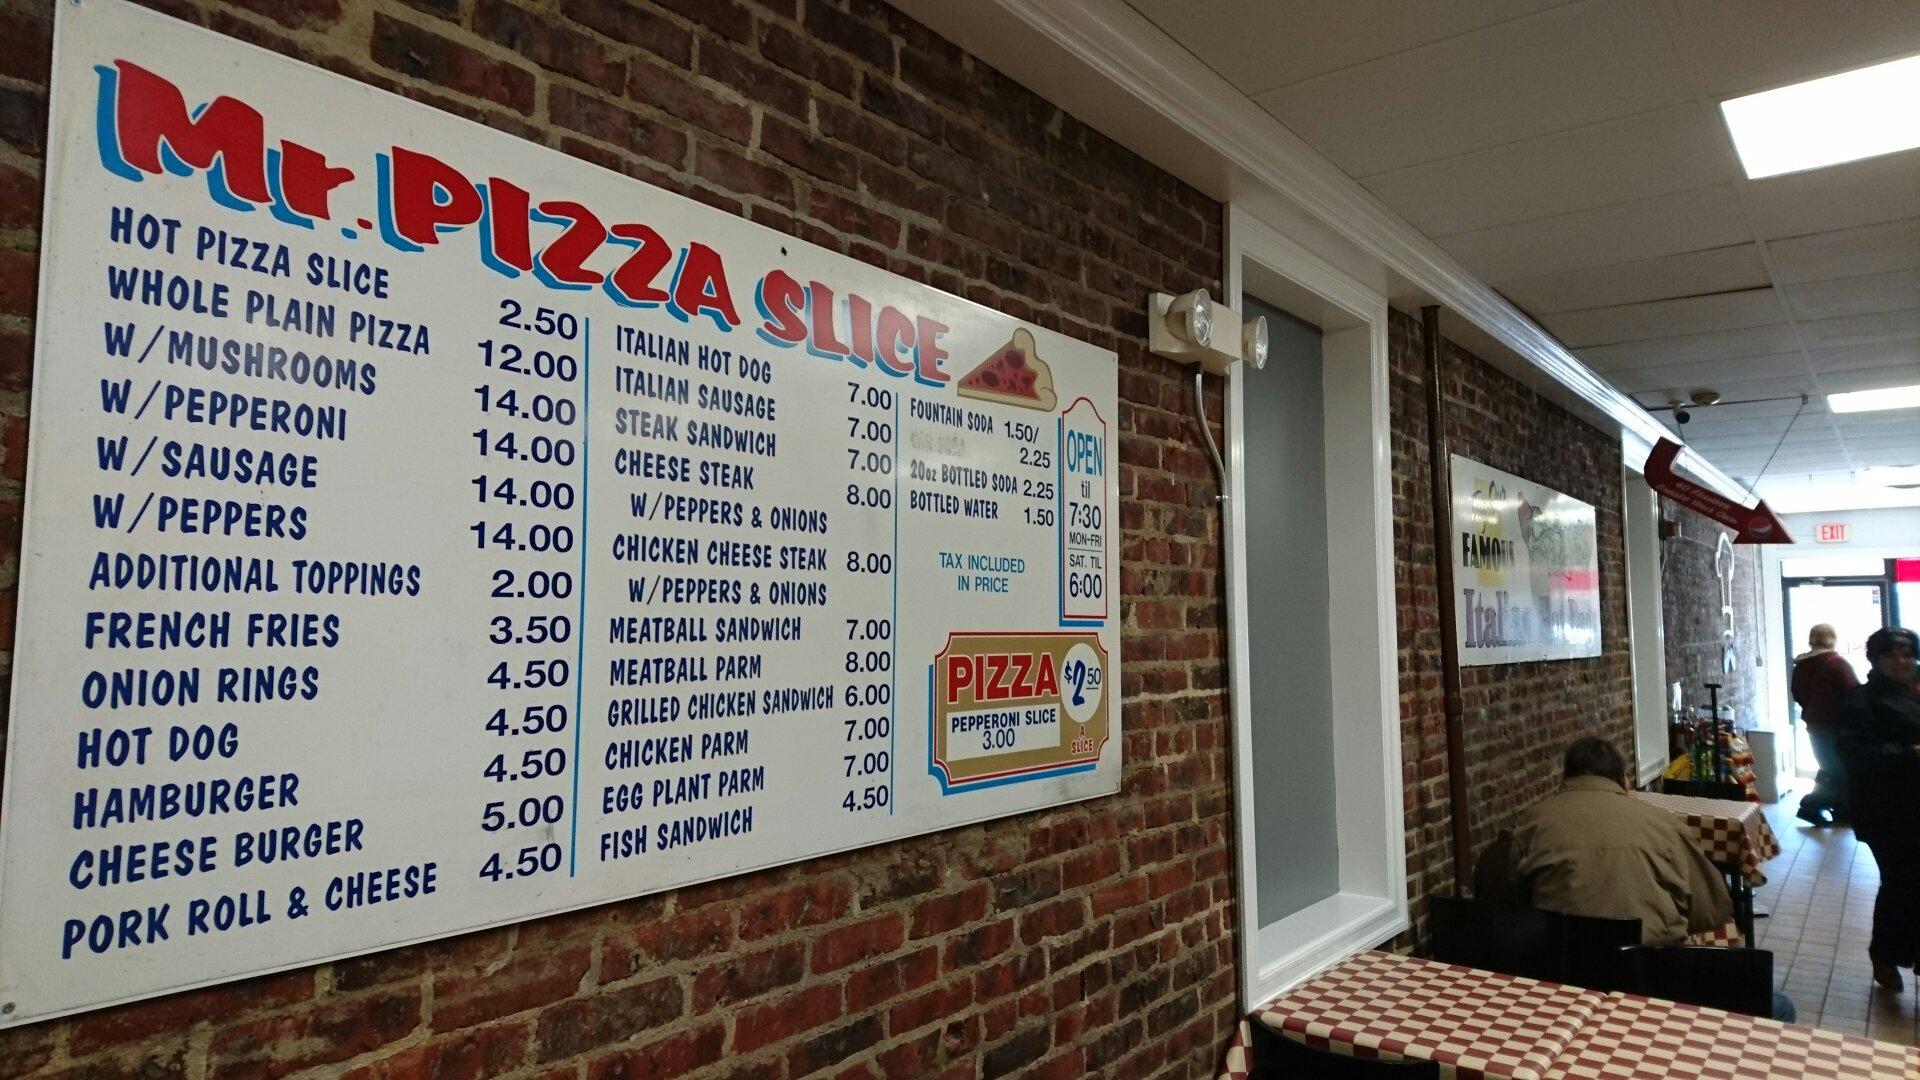 Mr. PIZZA SLICE
HOT PIZZA SLICE 2.50
WHOLE PLAIN PIZZA 12.00
W/MUSHROOMS 14.00
W/PEPPERONI 14.00
W/SAUSAGE 14.00
W/PEPPERS 14.00
ADDITIONAL TOPPINGS 2.00
FRENCH FRIES 3.50
ONION RINGS 4.50
HOT DOG 4.50
HAMBURGER 4.50
CHEESE BURGER 5.00
PORK ROLL & CHEESE 4.50
ITALIAN HOT DOG 7.00
ITALIAN SAUSAGE 7.00
STEAK SANDWICH 7.00
CHEESE STEAK 8.00
W/PEPPERS & ONIONS
CHICKEN CHEESE STEAK 8.00
W/PEPPERS & ONIONS
MEATBALL SANDWICH 7.00
MEATBALL PARM 8.00
GRILLED CHICKEN SANDWICH 6.00
CHICKEN PARM 7.00
EGG PLANT PARM 7.00
FISH SANDWICH 4.50
FOUNTAIN SODA 1.50/
2.25
20oz BOTTLED SODA 2.25
BOTTLED WATER 1.50
TAX INCLUDED
IN PRICE
OPEN
til
7:30
MON-FRI
SAT. TIL
6:00
PIZZA
$2.50
A
SLICE
PEPPERONI SLICE
3.00
Try Our
FAMOUS
Italian Hot Dog
EXIT